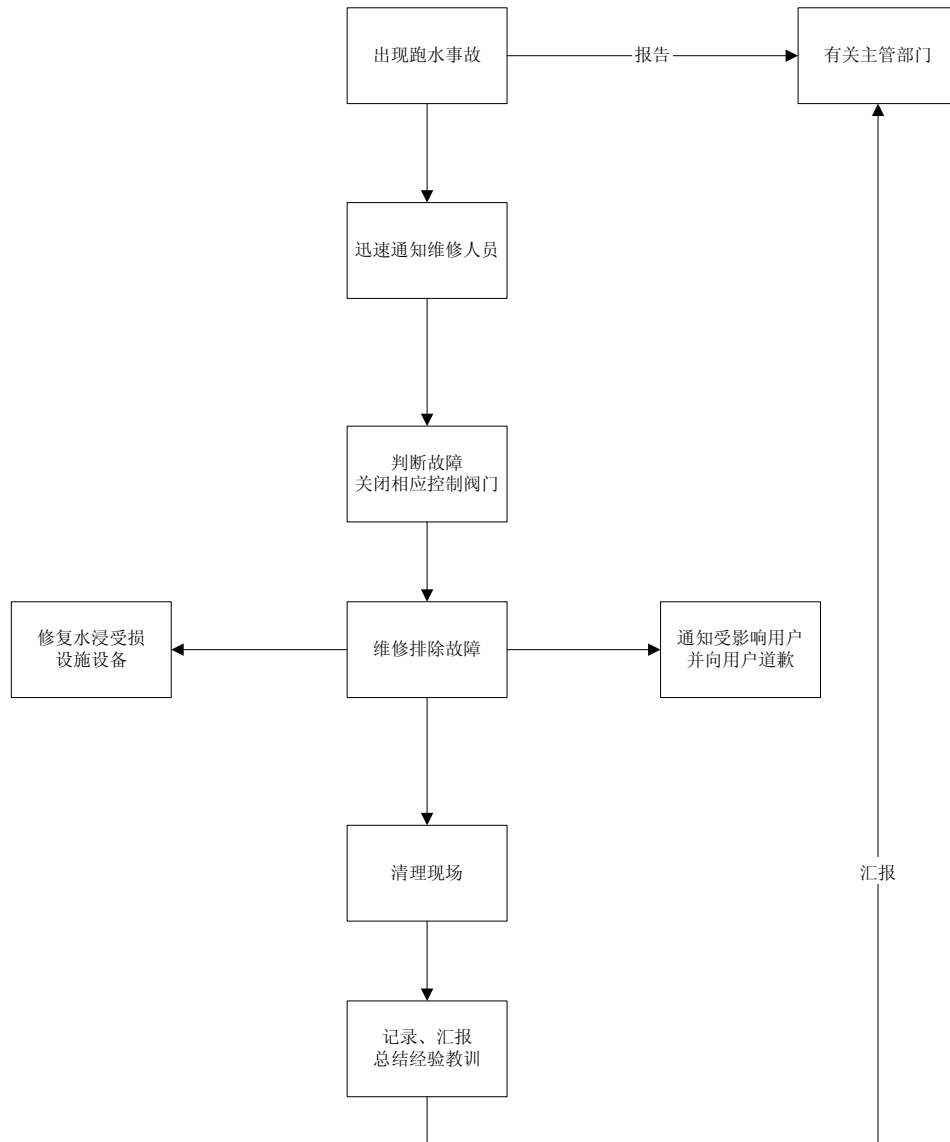 出现跑水事故
报告
有关主管部门
迅速通知维修人员
判断故障
关闭相应控制阀门
修复水浸受损
设施设备
维修排除故障
通知受影响用户
并向用户道歉
清理现场
汇报
记录、汇报
总结经验教训